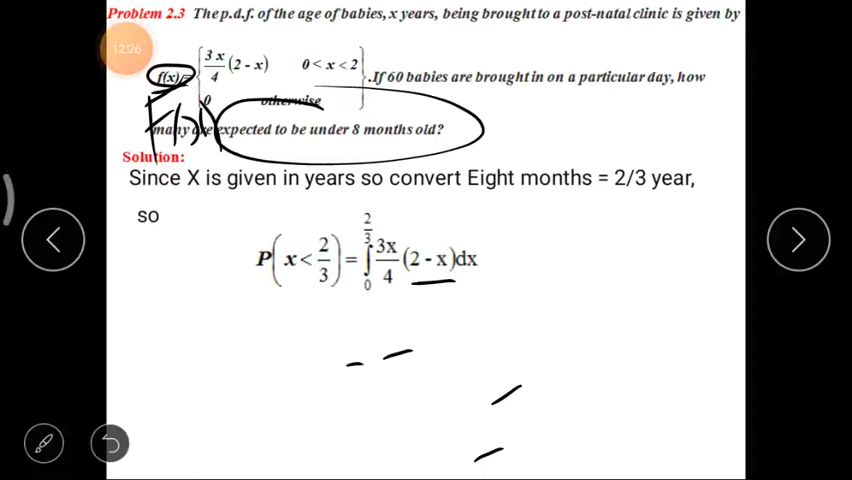 Problem 2.3 The p.d.f. of the age of babies, x years, being brought to a post-natal clinic is given by
12:26
f(x) = { 3x/4 (2 - x) 0 < x < 2
0 otherwise } .If 60 babies are brought in on a particular day, how
F(x)
many are expected to be under 8 months old?
Solution:
Since X is given in years so convert Eight months = 2/3 year,
so
P( x < 2/3 ) = ∫₀^(2/3) 3x/4 (2 - x)dx